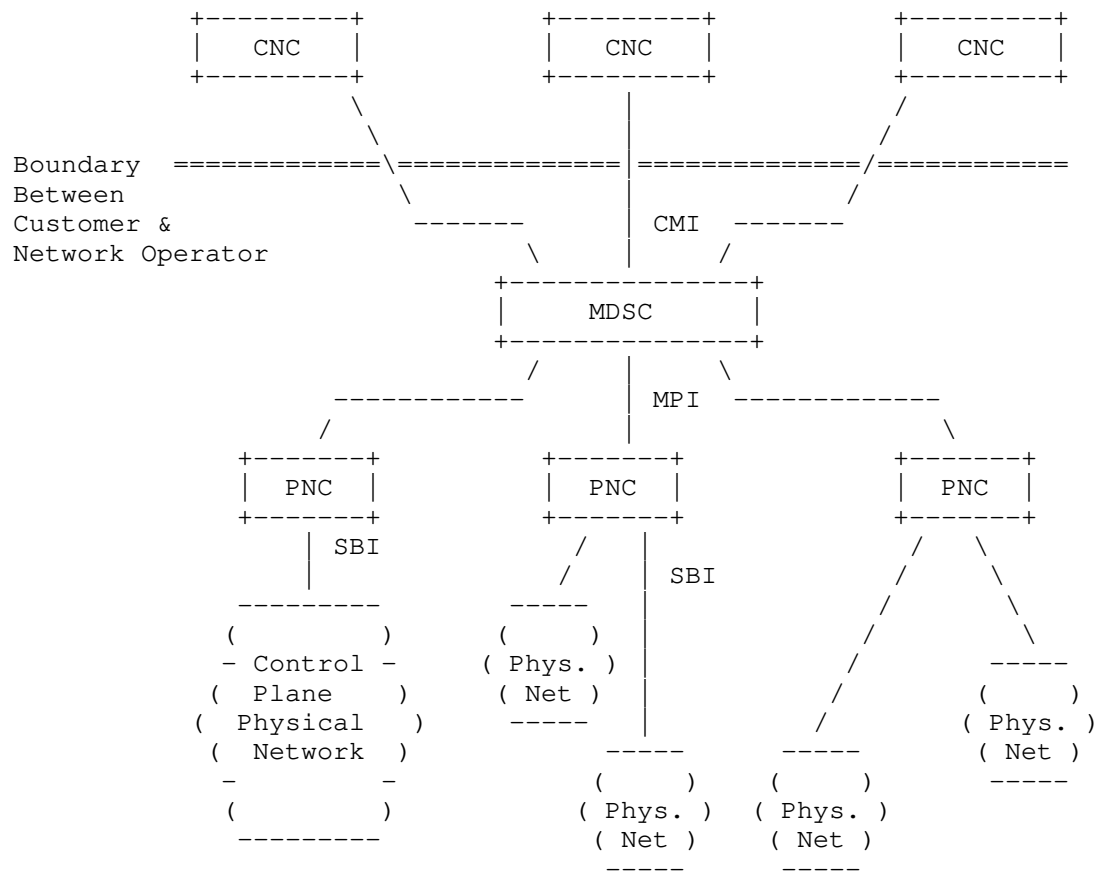 CNC CNC CNC
Boundary
Between
Customer & CMI
Network Operator
MDSC
MPI
PNC PNC PNC
SBI
SBI
Control Phys. 
Plane Net
Physical Phys.
Network Net
Phys. Phys.
Net Net